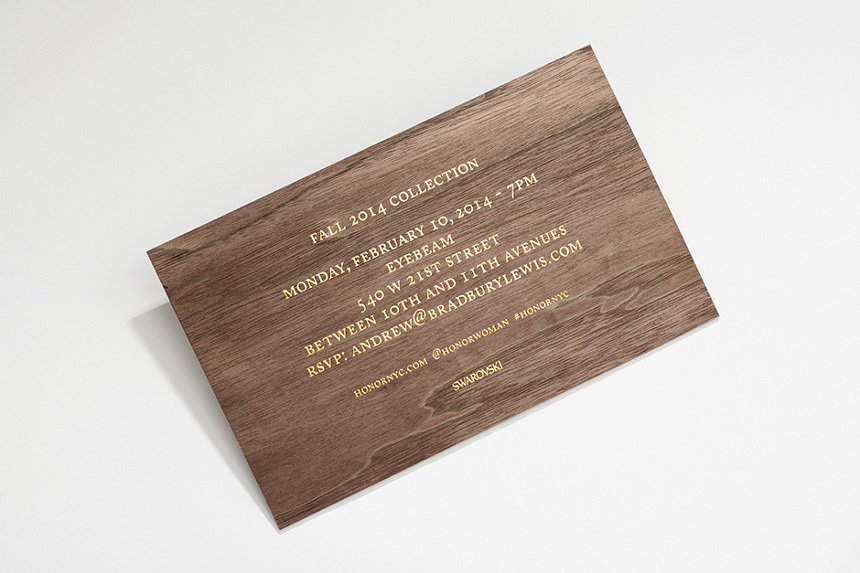 FALL 2014 COLLECTION
MONDAY, FEBRUARY 10, 2014 - 7PM
EYEBEAM
540 W 21ST STREET
BETWEEN 10TH AND 11TH AVENUES
RSVP: ANDREW@BRADBURYLEWIS.COM
HONORNYC.COM @HONORWOMAN #HONORNYC
SWAROVSKI